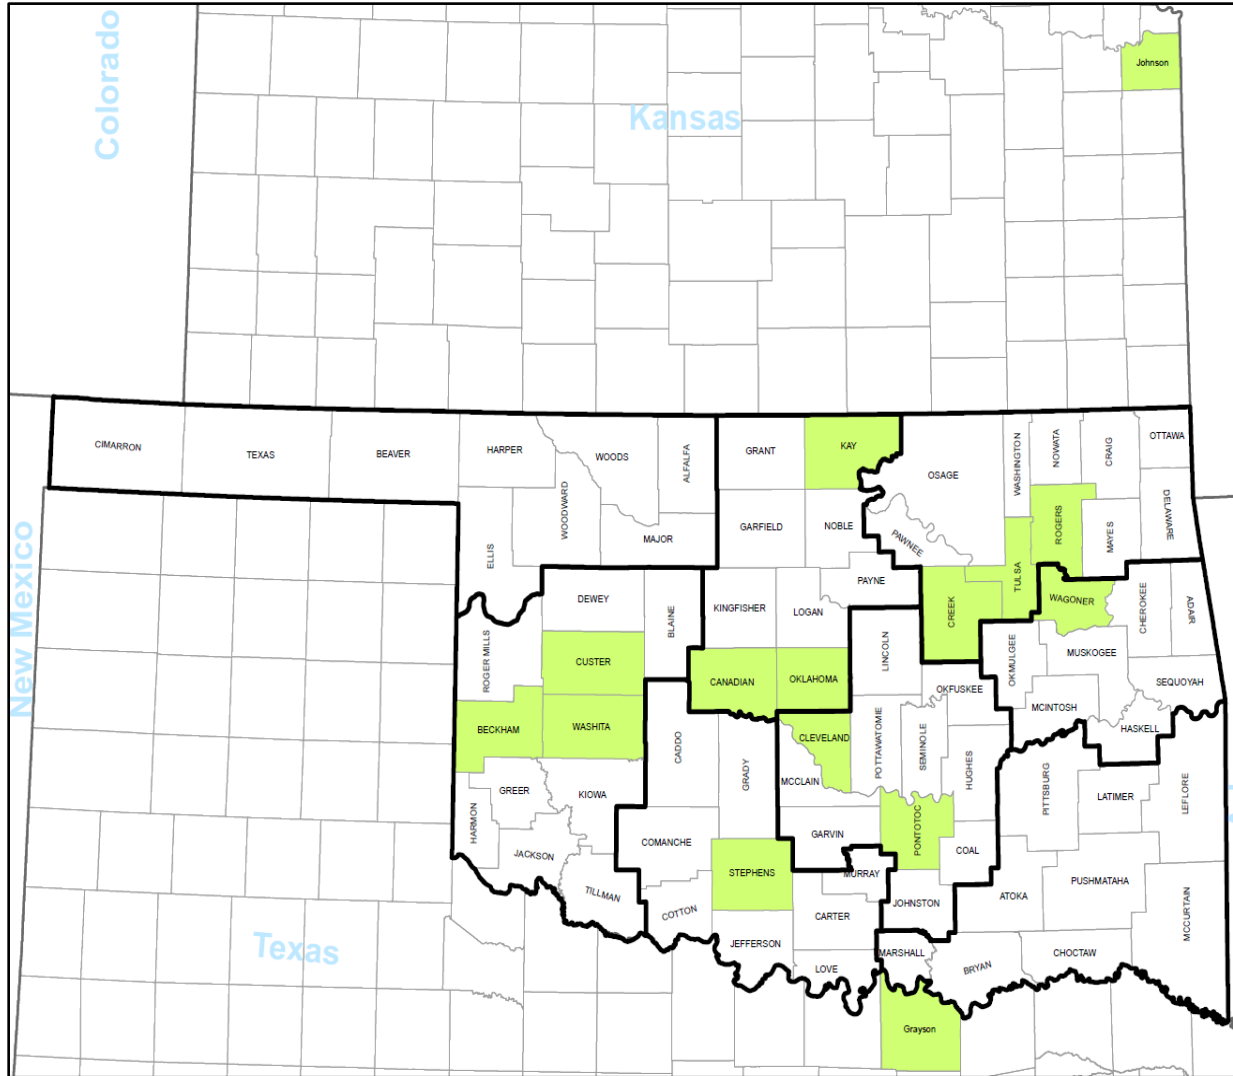 Colorado
Johnson
Kansas
CIMARRON
TEXAS
BEAVER
HARPER
WOODS
ALFALFA
GRANT
KAY
OSAGE
WASHINGTON
NOWATA
CRAIG
OTTAWA
WOODWARD
ELLIS
MAJOR
GARFIELD
NOBLE
PAWNEE
ROGERS
MAYES
DELAWARE
TULSA
PAYNE
CREEK
WAGONER
CHEROKEE
ADAIR
DEWEY
BLAINE
KINGFISHER
LOGAN
LINCOLN
OKMULGEE
MUSKOGEE
SEQUOYAH
New Mexico
ROGER MILLS
CUSTER
CANADIAN
OKLAHOMA
OKFUSKEE
MCINTOSH
HASKELL
BECKHAM
WASHITA
CADDO
GRADY
CLEVELAND
MCCLAIN
POTTAWATOMIE
SEMINOLE
HUGHES
PITTSBURG
LATIMER
LEFLORE
GREER
KIOWA
HARMON
JACKSON
TILLMAN
COMANCHE
GARVIN
PONTOTOC
COAL
STEPHENS
MURRAY
COTTON
CARTER
JOHNSTON
ATOKA
PUSHMATAHA
MCCURTAIN
Texas
JEFFERSON
LOVE
MARSHALL
BRYAN
CHOCTAW
Grayson